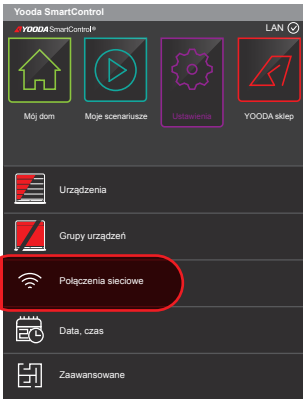 Yooda SmartControl
YOODA SmartControl® LAN
Mój dom Moje scenariusze Ustawienia YOODA sklep
Urządzenia
Grupy urządzeń
Połączenia sieciowe
Data, czas
Zaawansowane